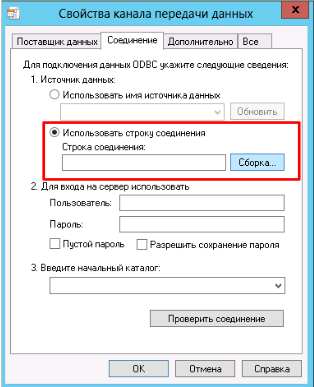 Свойства канала передачи данных
Поставщик данных Соединение Дополнительно Все
Для подключения данных ODBC укажите следующие сведения:
1. Источник данных:
Использовать имя источника данных
Обновить
Использовать строку соединения
Строка соединения:
Сборка...
2. Для входа на сервер использовать
Пользователь:
Пароль:
Пустой пароль Разрешить сохранение пароля
3. Введите начальный каталог:
Проверить соединение
OK Отмена Справка